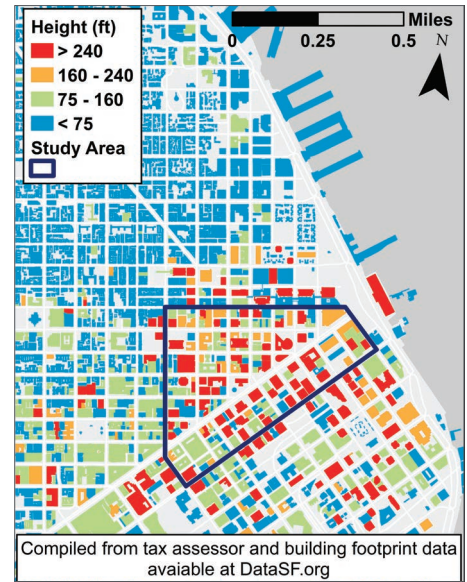 Height (ft)
> 240
160 - 240
75 - 160
< 75
Study Area
Miles
0 0.25 0.5
N
Compiled from tax assessor and building footprint data
avaiable at DataSF.org